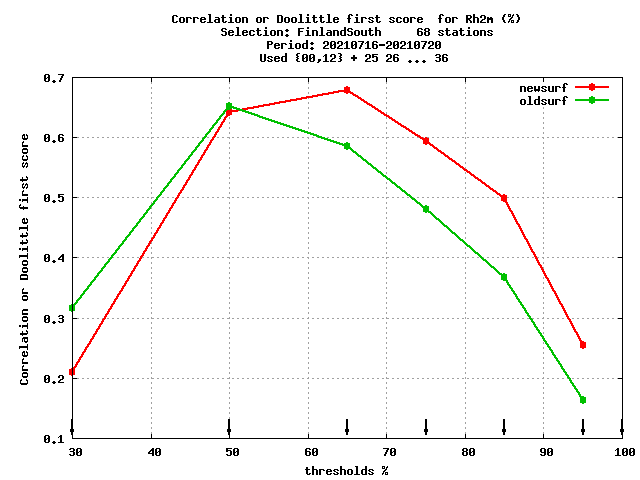 Correlation or Doolittle first score  for Rh2m (%)
Selection: FinlandSouth     68 stations
Period: 20210716-20210720
Used {00,12} + 25 26 ... 36
newsurf
oldsurf
Correlation or Doolittle first score
0.7
0.6
0.5
0.4
0.3
0.2
0.1
30 40 50 60 70 80 90 100
thresholds %